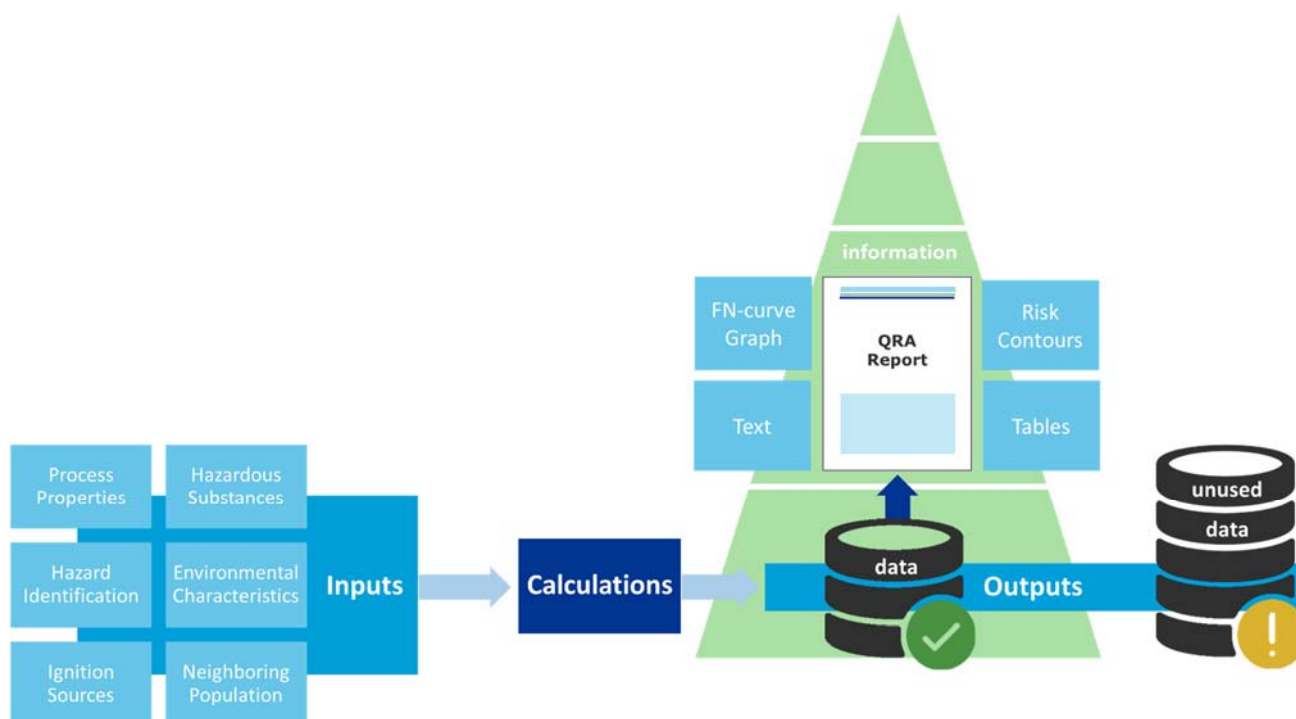 information
FN-curve
Graph
QRA
Report
Risk
Contours
Text
Tables
Process
Properties
Hazardous
Substances
Hazard
Identification
Environmental
Characteristics
Ignition
Sources
Neighboring
Population
Inputs
Calculations
data
Outputs
unused
data